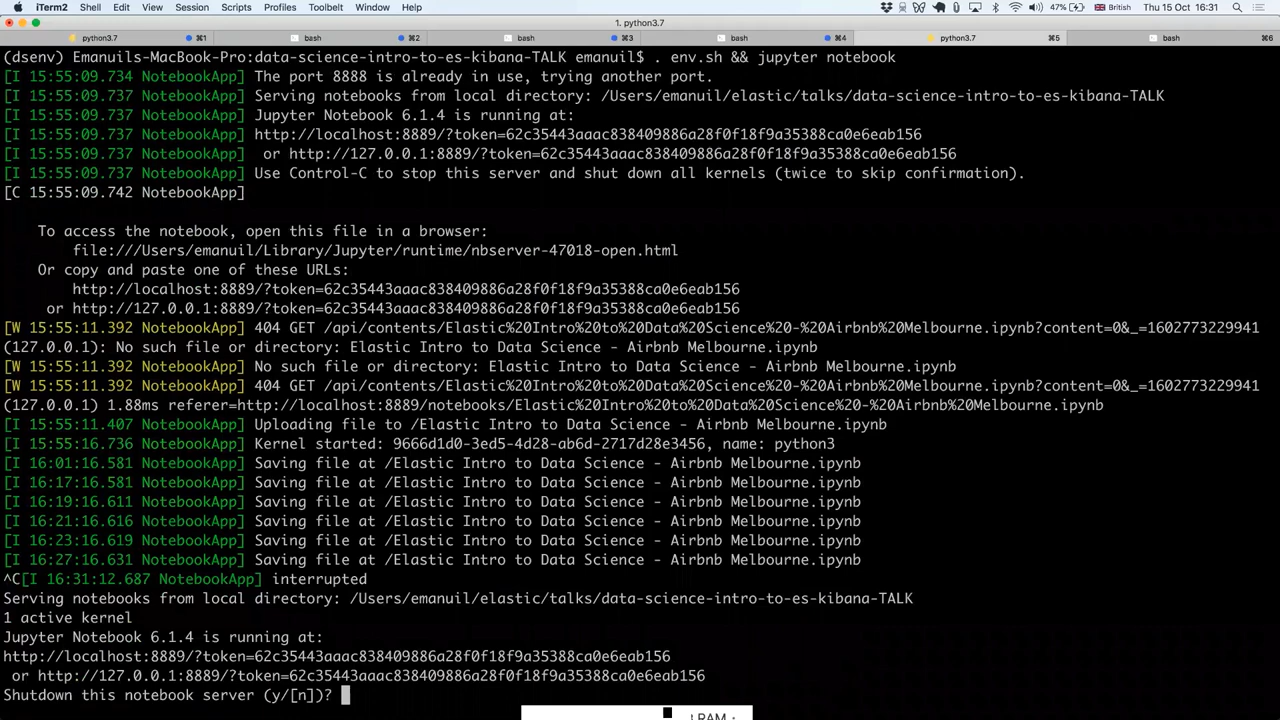 iTerm2 Shell Edit View Session Scripts Profiles Toolbelt Window Help 47% British Thu 15 Oct 16:31
1. python3.7
python3.7 ⌘1 bash ⌘2 bash ⌘3 bash ⌘4 python3.7 ⌘5 bash ⌘6
(dsenv) Emanuils-MacBook-Pro:data-science-intro-to-es-kibana-TALK emanuil$ . env.sh && jupyter notebook
[I 15:55:09.734 NotebookApp] The port 8888 is already in use, trying another port.
[I 15:55:09.737 NotebookApp] Serving notebooks from local directory: /Users/emanuil/elastic/talks/data-science-intro-to-es-kibana-TALK
[I 15:55:09.737 NotebookApp] Jupyter Notebook 6.1.4 is running at:
[I 15:55:09.737 NotebookApp] http://localhost:8889/?token=62c35443aaac838409886a28f0f18f9a35388ca0e6eab156
[I 15:55:09.737 NotebookApp]  or http://127.0.0.1:8889/?token=62c35443aaac838409886a28f0f18f9a35388ca0e6eab156
[I 15:55:09.737 NotebookApp] Use Control-C to stop this server and shut down all kernels (twice to skip confirmation).
[C 15:55:09.742 NotebookApp]
To access the notebook, open this file in a browser:
file:///Users/emanuil/Library/Jupyter/runtime/nbserver-47018-open.html
Or copy and paste one of these URLs:
http://localhost:8889/?token=62c35443aaac838409886a28f0f18f9a35388ca0e6eab156
or http://127.0.0.1:8889/?token=62c35443aaac838409886a28f0f18f9a35388ca0e6eab156
[W 15:55:11.392 NotebookApp] 404 GET /api/contents/Elastic%20Intro%20to%20Data%20Science%20-%20Airbnb%20Melbourne.ipynb?content=0&_=1602773229941
(127.0.0.1): No such file or directory: Elastic Intro to Data Science - Airbnb Melbourne.ipynb
[W 15:55:11.392 NotebookApp] No such file or directory: Elastic Intro to Data Science - Airbnb Melbourne.ipynb
[W 15:55:11.392 NotebookApp] 404 GET /api/contents/Elastic%20Intro%20to%20Data%20Science%20-%20Airbnb%20Melbourne.ipynb?content=0&_=1602773229941
(127.0.0.1) 1.88ms referer=http://localhost:8889/notebooks/Elastic%20Intro%20to%20Data%20Science%20-%20Airbnb%20Melbourne.ipynb
[I 15:55:11.407 NotebookApp] Uploading file to /Elastic Intro to Data Science - Airbnb Melbourne.ipynb
[I 15:55:16.736 NotebookApp] Kernel started: 9666d1d0-3ed5-4d28-ab6d-2717d28e3456, name: python3
[I 16:01:16.581 NotebookApp] Saving file at /Elastic Intro to Data Science - Airbnb Melbourne.ipynb
[I 16:17:16.581 NotebookApp] Saving file at /Elastic Intro to Data Science - Airbnb Melbourne.ipynb
[I 16:19:16.611 NotebookApp] Saving file at /Elastic Intro to Data Science - Airbnb Melbourne.ipynb
[I 16:21:16.616 NotebookApp] Saving file at /Elastic Intro to Data Science - Airbnb Melbourne.ipynb
[I 16:23:16.619 NotebookApp] Saving file at /Elastic Intro to Data Science - Airbnb Melbourne.ipynb
[I 16:27:16.631 NotebookApp] Saving file at /Elastic Intro to Data Science - Airbnb Melbourne.ipynb
^C[I 16:31:12.687 NotebookApp] interrupted
Serving notebooks from local directory: /Users/emanuil/elastic/talks/data-science-intro-to-es-kibana-TALK
1 active kernel
Jupyter Notebook 6.1.4 is running at:
http://localhost:8889/?token=62c35443aaac838409886a28f0f18f9a35388ca0e6eab156
or http://127.0.0.1:8889/?token=62c35443aaac838409886a28f0f18f9a35388ca0e6eab156
Shutdown this notebook server (y/[n])?